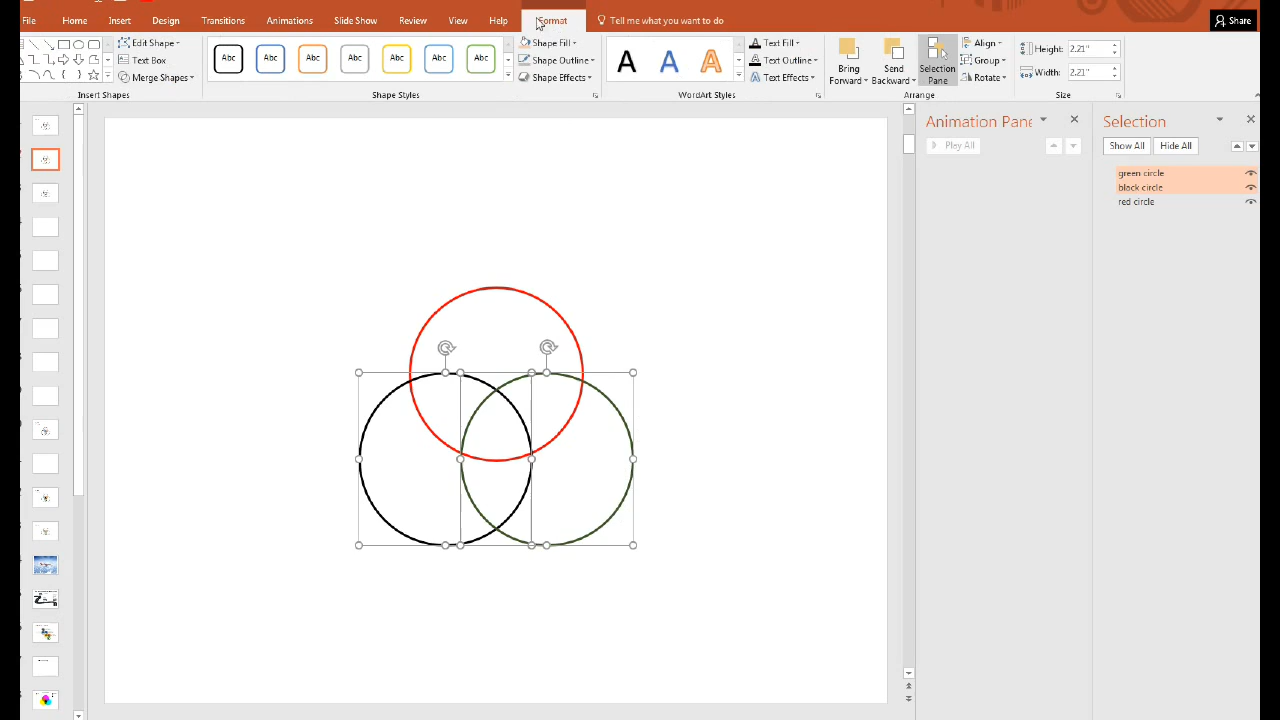 File Home Insert Design Transitions Animations Slide Show Review View Help Format Tell me what you want to do Share
Edit Shape
Text Box
Merge Shapes
Insert Shapes
Abc Abc Abc Abc Abc Abc Abc
Shape Fill
Shape Outline
Shape Effects
Shape Styles
A A A
Text Fill
Text Outline
Text Effects
WordArt Styles
Bring
Forward
Send
Backward
Selection
Pane
Align
Group
Rotate
Arrange
Height: 2.21"
Width: 2.21"
Size
Animation Pane
Play All
Selection
Show All Hide All
green circle
black circle
red circle